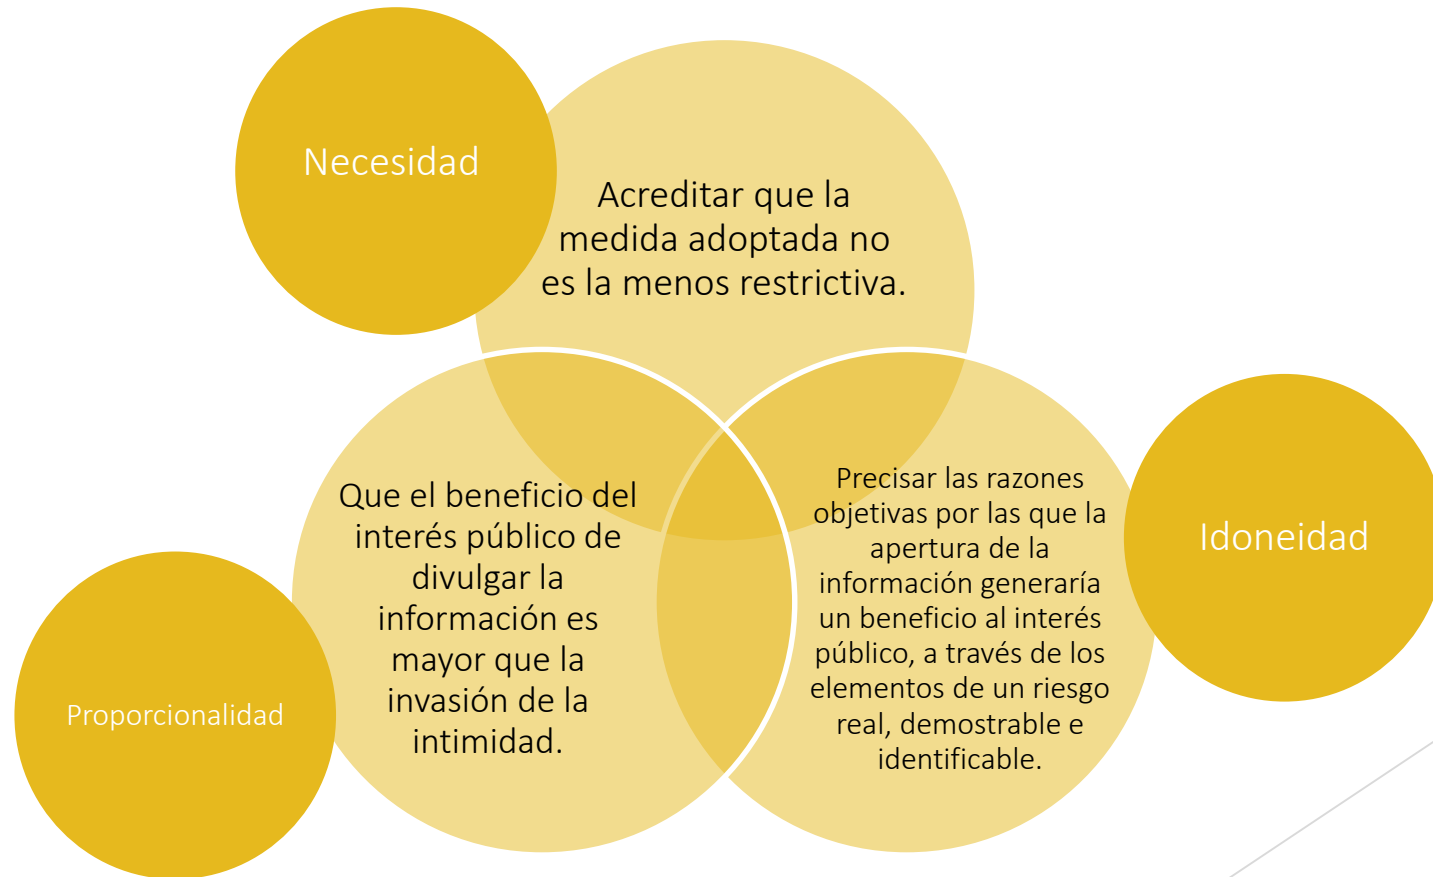 Necesidad
Acreditar que la
medida adoptada no
es la menos restrictiva.
Que el beneficio del
interés público de
divulgar la
información es
mayor que la
invasión de la
intimidad.
Proporcionalidad
Precisar las razones
objetivas por las que la
apertura de la
información generaría
un beneficio al interés
público, a través de los
elementos de un riesgo
real, demostrable e
identificable.
Idoneidad